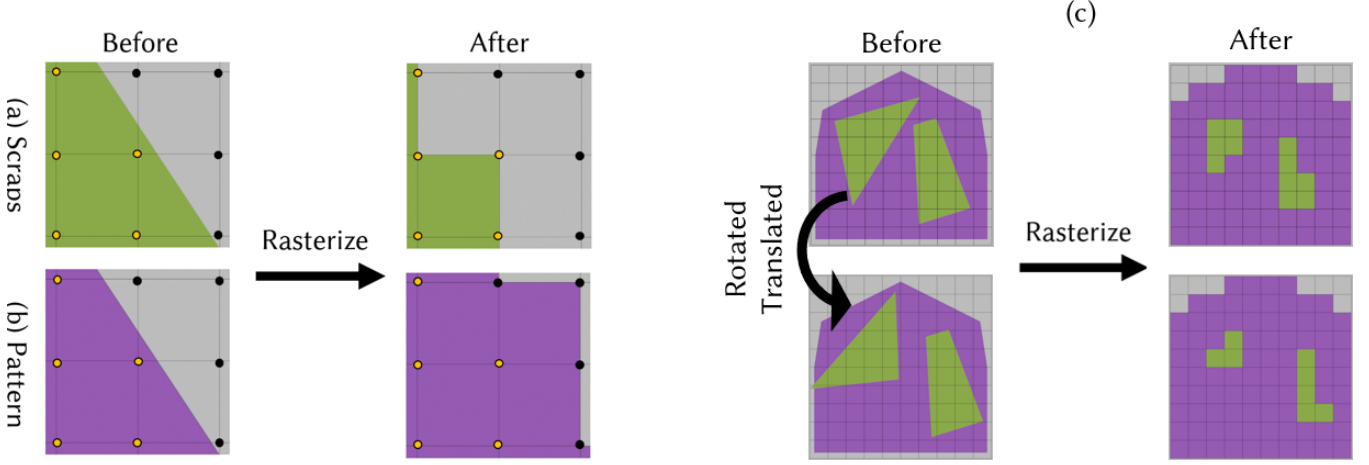 (c)
Before
After
Before
After
(a) Scraps
Rasterize
(b) Pattern
Rotated
Translated
Rasterize